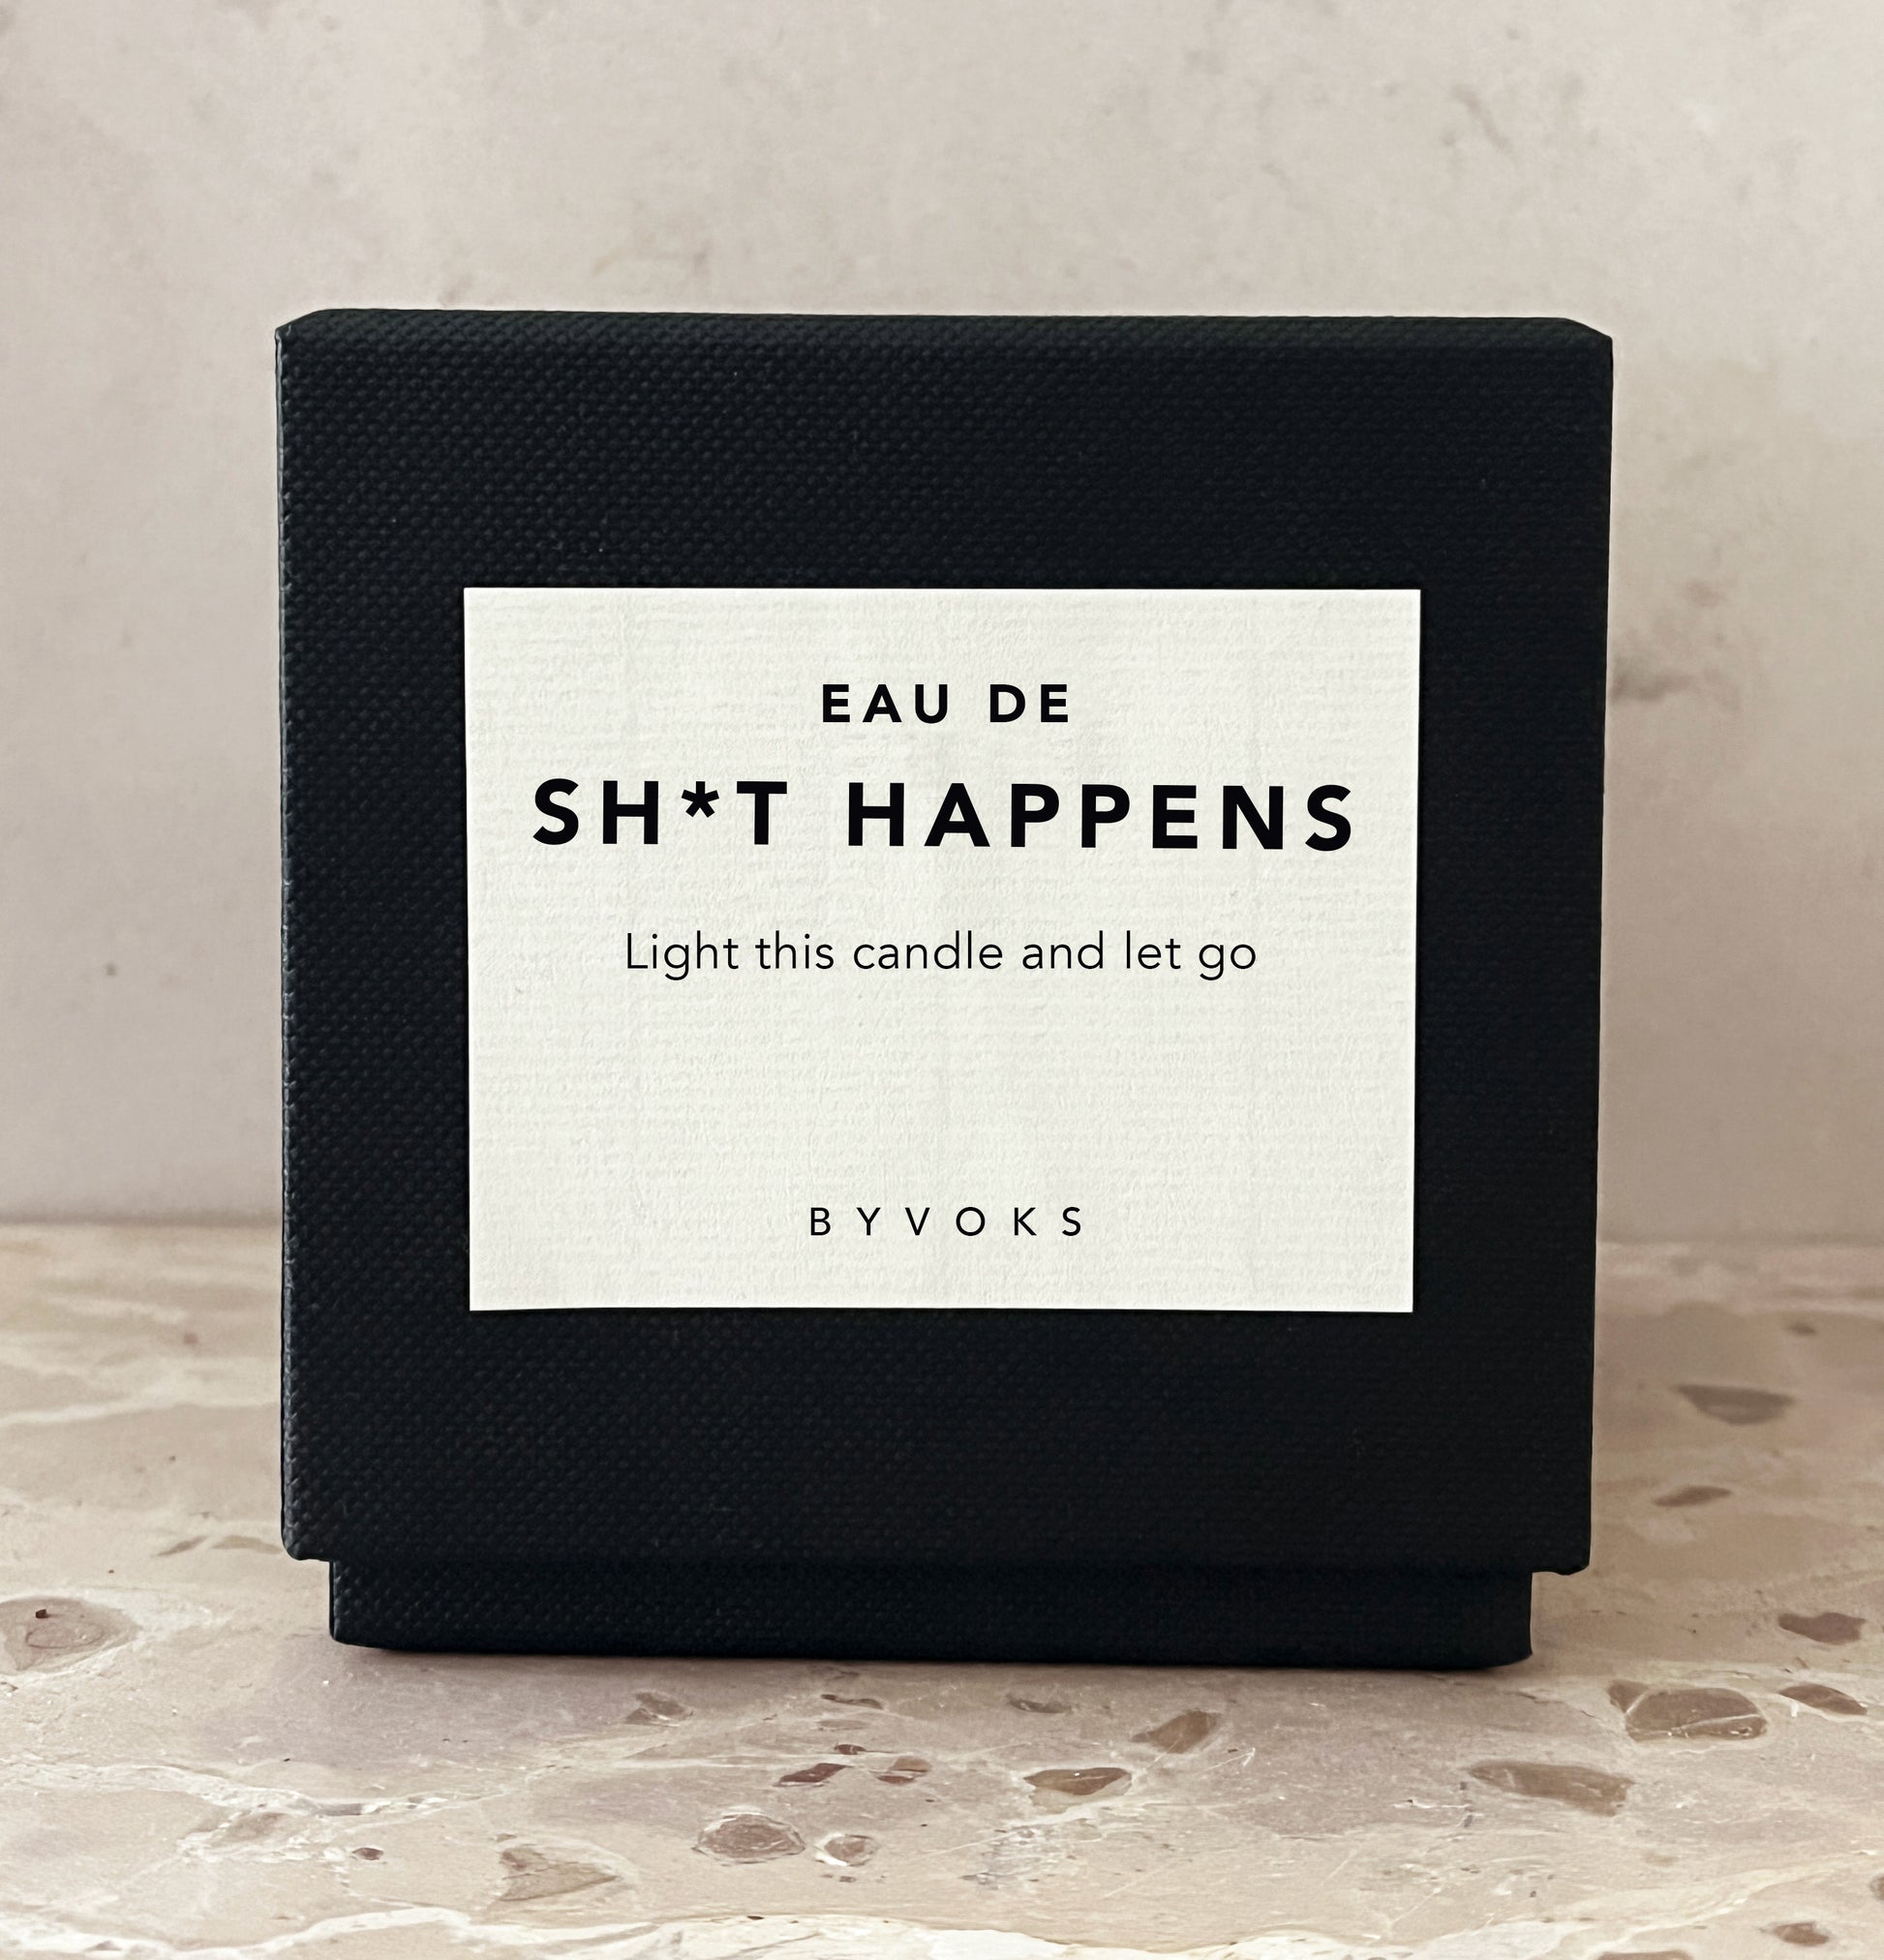 EAU DE
SH*T HAPPENS
Light this candle and let go
BYVOKS